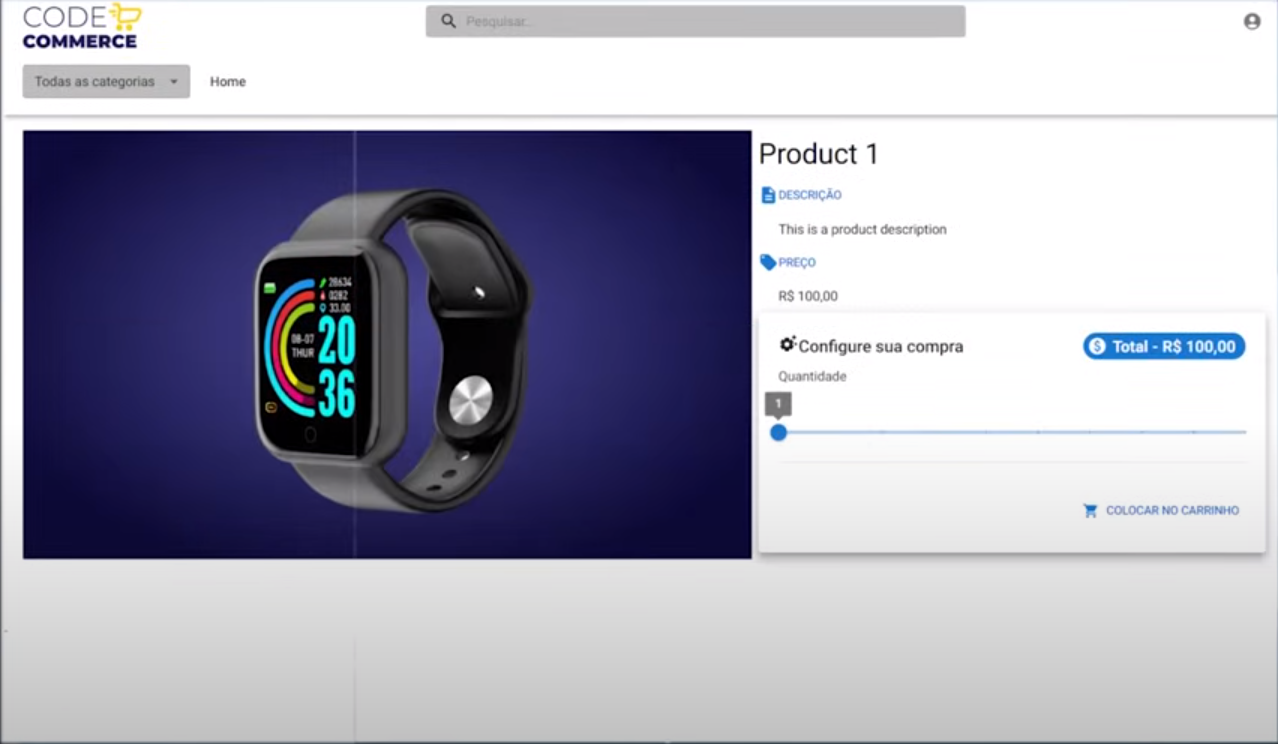 CODE
COMMERCE
Pesquisar...
Todas as categorias
Home
Product 1
DESCRIÇÃO
This is a product description
PREÇO
R$ 100,00
Configure sua compra
$ Total - R$ 100,00
Quantidade
1
COLOCAR NO CARRINHO
28634
0282
33.00
08-07
THUR
20
36